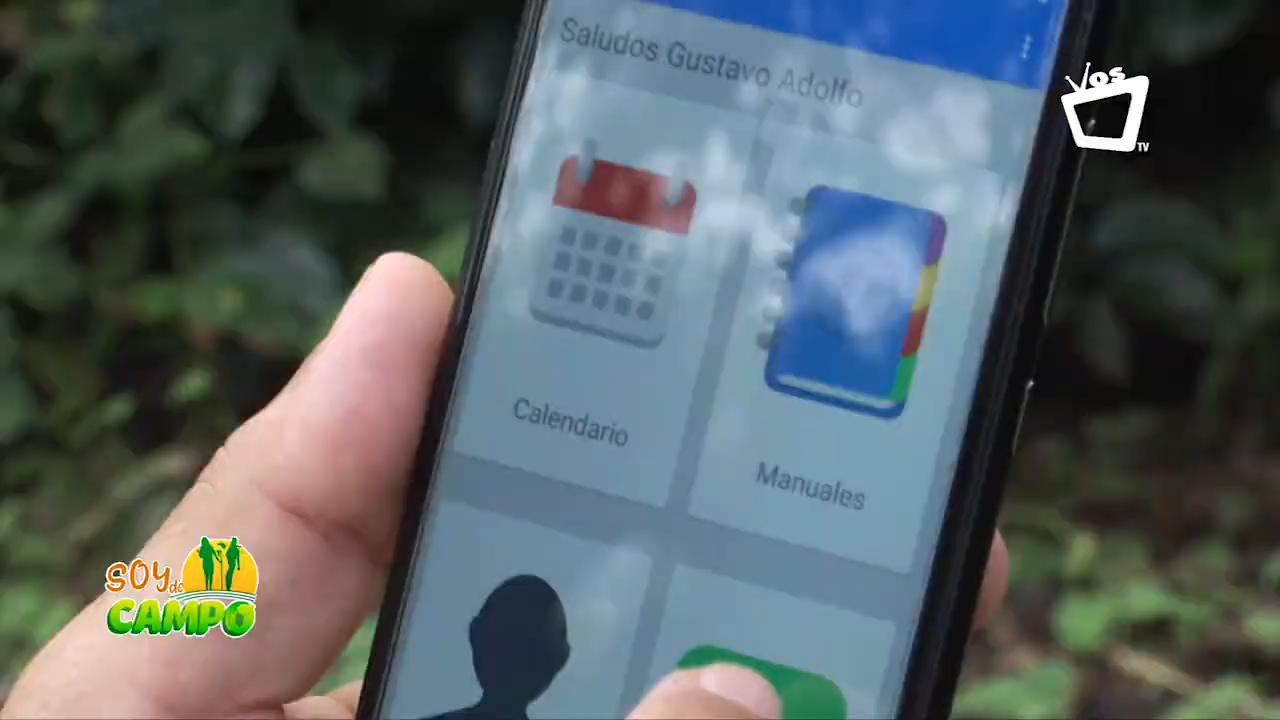 Saludos Gustavo Adolfo
VOS
TV
Calendario
Manuales
SOY de
CAMPO